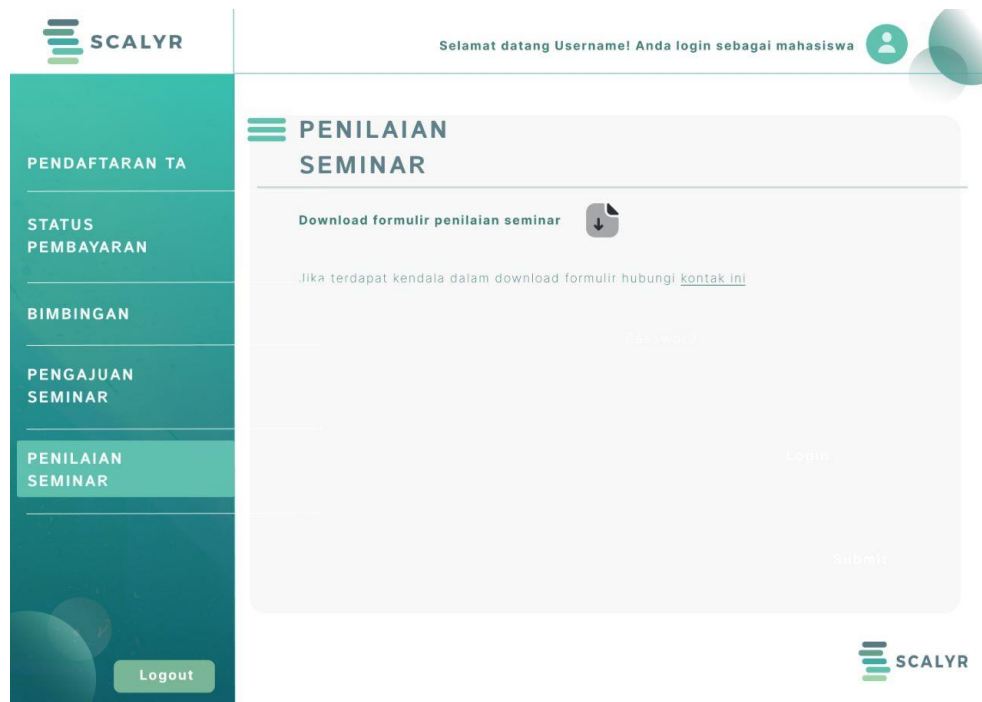 SCALYR
Selamat datang Username! Anda login sebagai mahasiswa
PENDAFTARAN TA
STATUS
PEMBAYARAN
BIMBINGAN
PENGAJUAN
SEMINAR
PENILAIAN
SEMINAR
Logout
PENILAIAN
SEMINAR
Download formulir penilaian seminar
Jika terdapat kendala dalam download formulir hubungi kontak ini
Password
Login
Submit
SCALYR